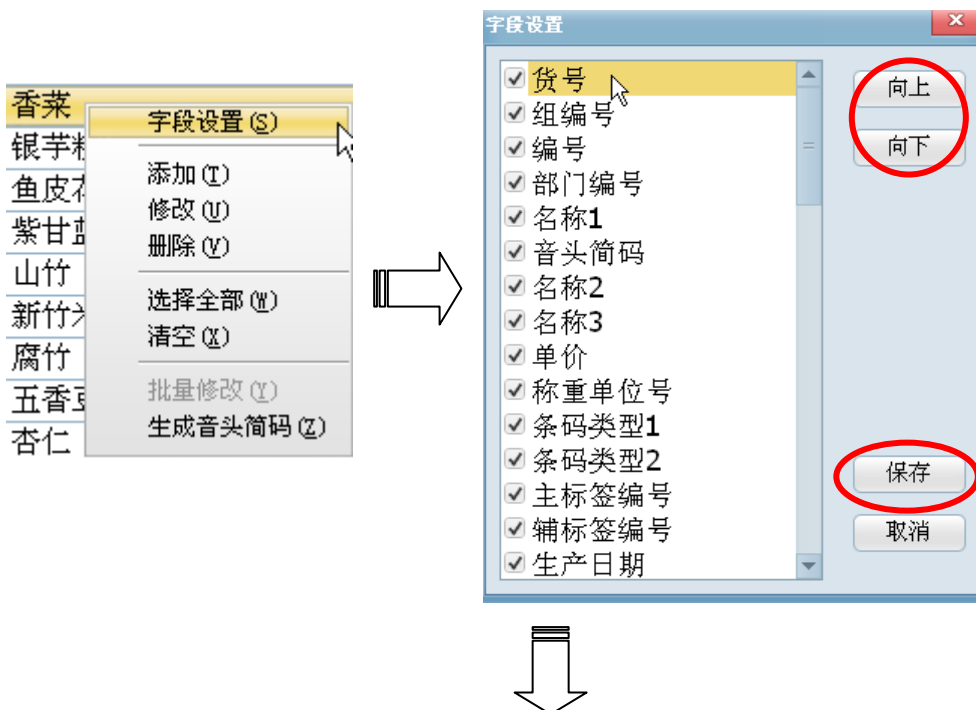 香菜
银芋
鱼皮
紫甘
山竹
新竹
腐竹
五香
杏仁
字段设置(S)
添加(T)
修改(U)
删除(V)
选择全部(W)
清空(X)
批量修改(Y)
生成音头简码(Z)
字段设置
货号
组编号
编号
部门编号
名称1
音头简码
名称2
名称3
单价
称重单位号
条码类型1
条码类型2
主标签编号
辅标签编号
生产日期
向上
向下
保存
取消